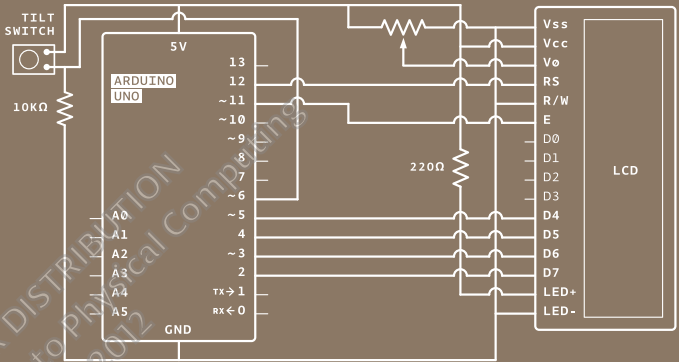 TILT
SWITCH
10KΩ
5V
ARDUINO
UNO
13
12
~11
~10
~9
8
7
~6
~5
4
~3
2
TX→1
RX←0
A0
A1
A2
A3
A4
A5
GND
220Ω
Vss
Vcc
VØ
RS
R/W
E
D0
D1
D2
D3
D4
D5
D6
D7
LED+
LED-
LCD
DISTRIBUTION
to Physical Computing
2012